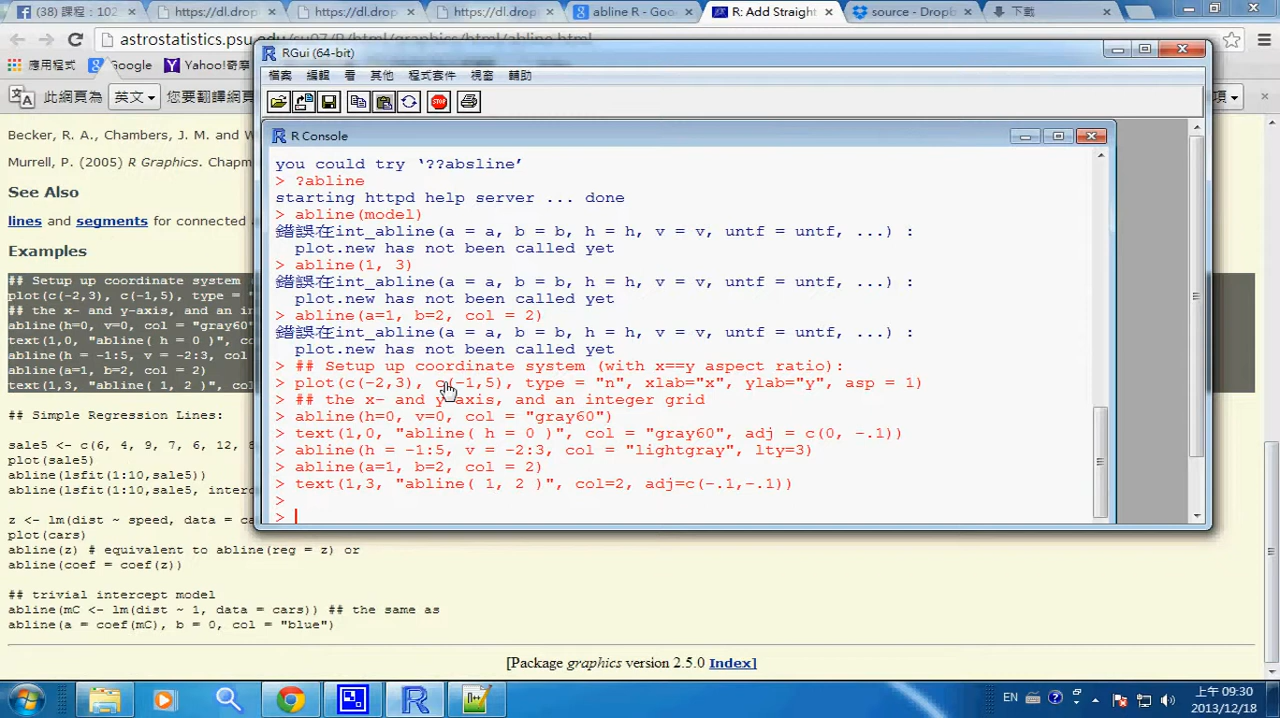 (38) 課程：102
https://dl.drop
https://dl.drop
https://dl.drop
abline R - Goo
R: Add Straight
source - Dropb
下載
astrostatistics.psu.edu/su07/R/html/graphics/html/abline.html
應用程式
Google
Yahoo!奇摩
此網頁為 英文 您要翻譯網頁
項
RGui (64-bit)
檔案 編輯 看 其他 程式套件 視窗 輔助
STOP
R Console
you could try ‘??absline’
> ?abline
starting httpd help server ... done
> abline(model)
錯誤在int_abline(a = a, b = b, h = h, v = v, untf = untf, ...) :
plot.new has not been called yet
> abline(1, 3)
錯誤在int_abline(a = a, b = b, h = h, v = v, untf = untf, ...) :
plot.new has not been called yet
> abline(a=1, b=2, col = 2)
錯誤在int_abline(a = a, b = b, h = h, v = v, untf = untf, ...) :
plot.new has not been called yet
> ## Setup up coordinate system (with x==y aspect ratio):
> plot(c(-2,3), c(-1,5), type = "n", xlab="x", ylab="y", asp = 1)
> ## the x- and y-axis, and an integer grid
> abline(h=0, v=0, col = "gray60")
> text(1,0, "abline( h = 0 )", col = "gray60", adj = c(0, -.1))
> abline(h = -1:5, v = -2:3, col = "lightgray", lty=3)
> abline(a=1, b=2, col = 2)
> text(1,3, "abline( 1, 2 )", col=2, adj=c(-.1,-.1))
>
>
Becker, R. A., Chambers, J. M. and W
Murrell, P. (2005) R Graphics. Chapm
See Also
lines and segments for connected a
Examples
## Setup up coordinate system (
plot(c(-2,3), c(-1,5), type = "
## the x- and y-axis, and an in
abline(h=0, v=0, col = "gray60"
text(1,0, "abline( h = 0 )", co
abline(h = -1:5, v = -2:3, col
abline(a=1, b=2, col = 2)
text(1,3, "abline( 1, 2 )", col
## Simple Regression Lines:
sale5 <- c(6, 4, 9, 7, 6, 12, 8
plot(sale5)
abline(lsfit(1:10,sale5))
abline(lsfit(1:10,sale5, interc
z <- lm(dist ~ speed, data = ca
plot(cars)
abline(z) # equivalent to abline(reg = z) or
abline(coef = coef(z))
## trivial intercept model
abline(mC <- lm(dist ~ 1, data = cars)) ## the same as
abline(a = coef(mC), b = 0, col = "blue")
[Package graphics version 2.5.0 Index]
EN
上午 09:30
2013/12/18